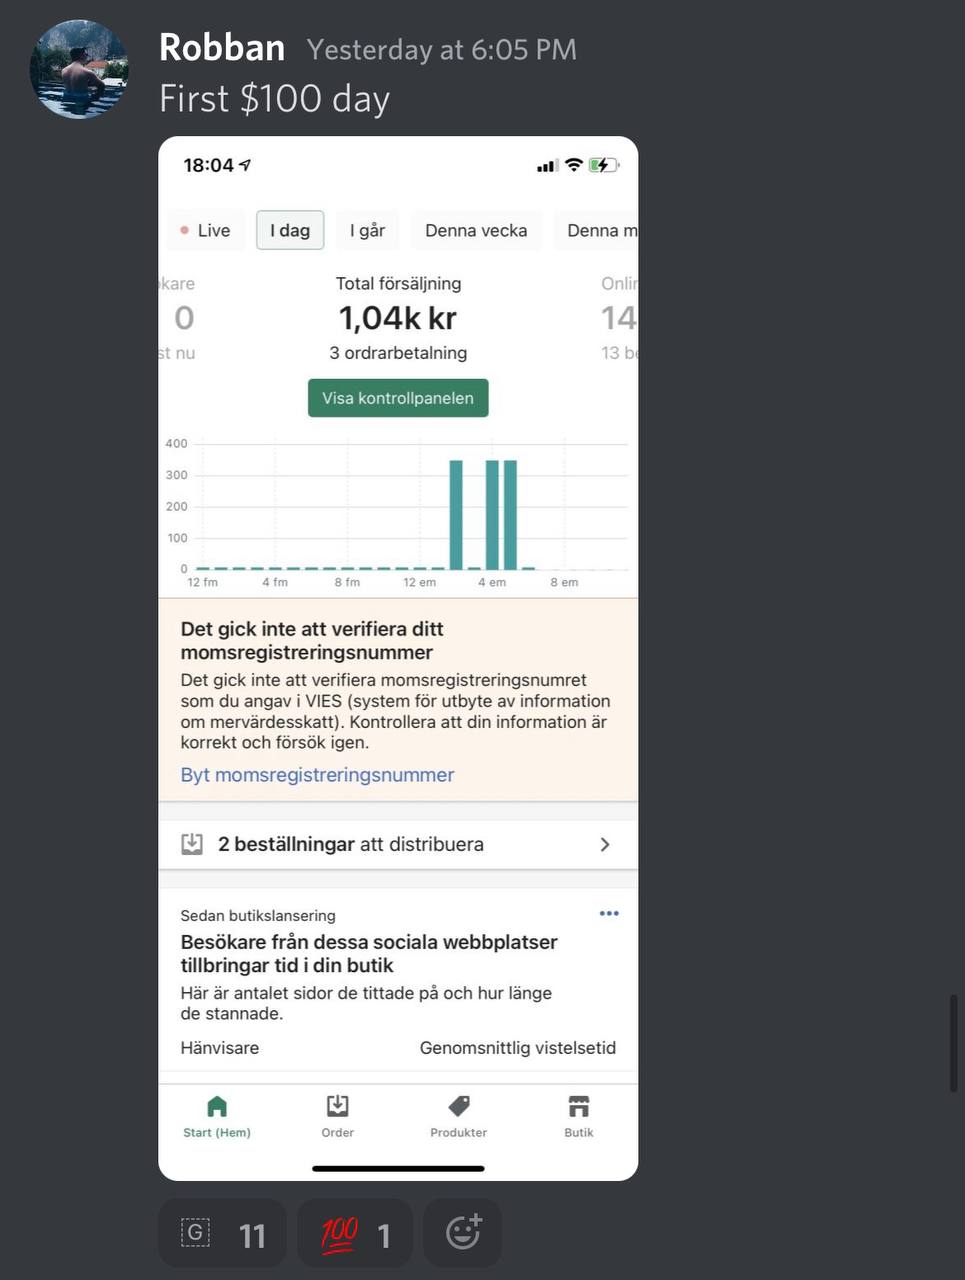 Robban Yesterday at 6:05 PM
First $100 day
18:04
Live I dag I går Denna vecka Denna m
kare Total försäljning Onlin
0 1,04k kr 14
st nu 3 ordrarbetalning 13 be
Visa kontrollpanelen
400
300
200
100
0
12 fm 4 fm 8 fm 12 em 4 em 8 em
Det gick inte att verifiera ditt
momsregistreringsnummer
Det gick inte att verifiera momsregistreringsnumret
som du angav i VIES (system för utbyte av information
om mervärdesskatt). Kontrollera att din information är
korrekt och försök igen.
Byt momsregistreringsnummer
2 beställningar att distribuera
Sedan butikslansering
Besökare från dessa sociala webbplatser
tillbringar tid i din butik
Här är antalet sidor de tittade på och hur länge
de stannade.
Hänvisare Genomsnittlig vistelsetid
Start (Hem) Order Produkter Butik
G 11 100 1